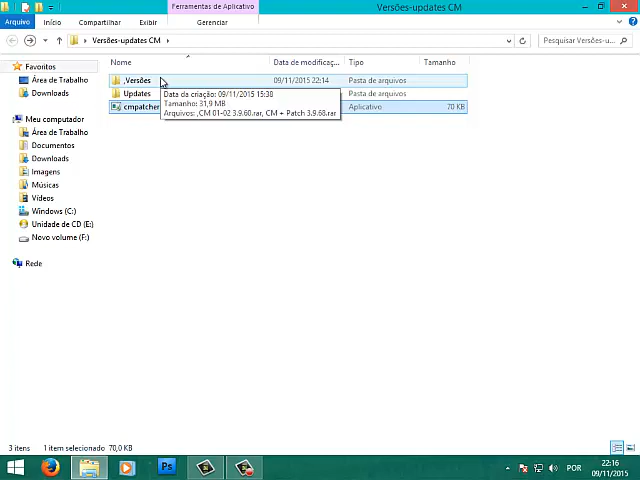 Ferramentas de Aplicativo
Versões-updates CM
Arquivo Início Compartilhar Exibir Gerenciar
Versões-updates CM
Pesquisar Versões-u...
Nome Data de modificaç... Tipo Tamanho
Favoritos
Área de Trabalho
Downloads
Meu computador
Área de Trabalho
Documentos
Downloads
Imagens
Músicas
Vídeos
Windows (C:)
Unidade de CD (E:)
Novo volume (F:)
Rede
.Versões 09/11/2015 22:14 Pasta de arquivos
Updates Pasta de arquivos
cmpatcher Aplicativo 70 KB
Data da criação: 09/11/2015 15:38
Tamanho: 31,9 MB
Arquivos: ,CM 01-02 3.9.60.rar, CM + Patch 3.9.68.rar
3 itens 1 item selecionado 70,0 KB
Ps
POR
22:16
09/11/2015